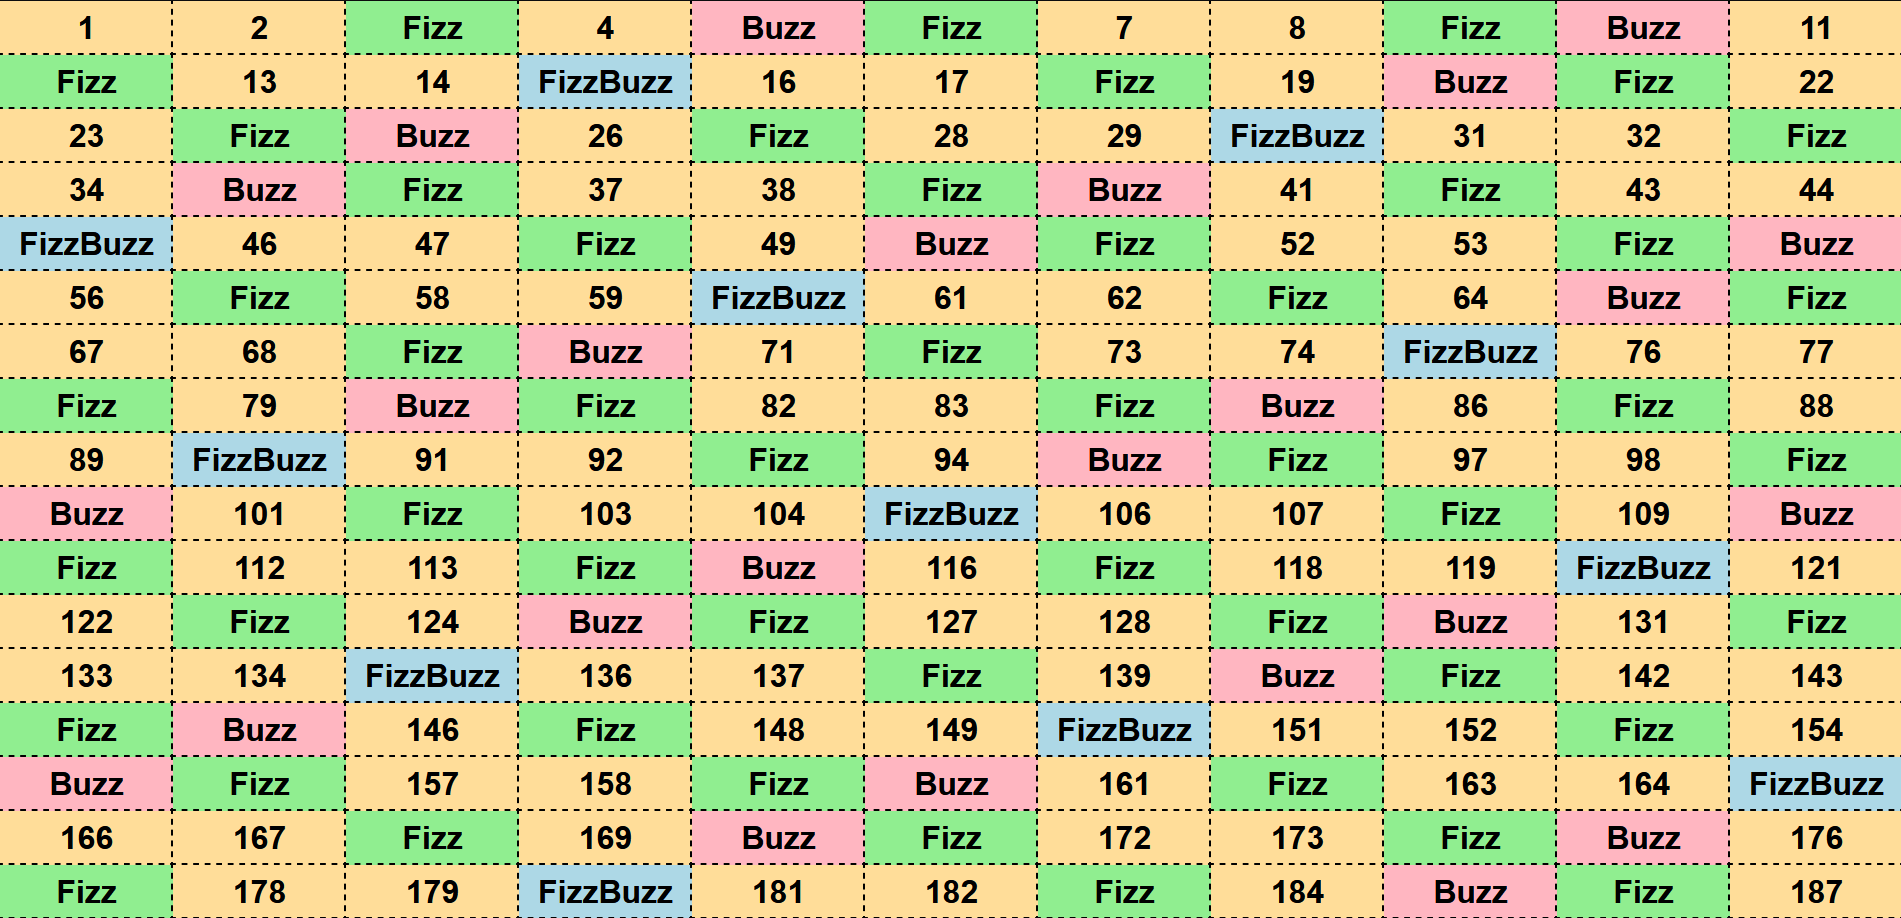 1 2 Fizz 4 Buzz Fizz 7 8 Fizz Buzz 11
Fizz 13 14 FizzBuzz 16 17 Fizz 19 Buzz Fizz 22
23 Fizz Buzz 26 Fizz 28 29 FizzBuzz 31 32 Fizz
34 Buzz Fizz 37 38 Fizz Buzz 41 Fizz 43 44
FizzBuzz 46 47 Fizz 49 Buzz Fizz 52 53 Fizz Buzz
56 Fizz 58 59 FizzBuzz 61 62 Fizz 64 Buzz Fizz
67 68 Fizz Buzz 71 Fizz 73 74 FizzBuzz 76 77
Fizz 79 Buzz Fizz 82 83 Fizz Buzz 86 Fizz 88
89 FizzBuzz 91 92 Fizz 94 Buzz Fizz 97 98 Fizz
Buzz 101 Fizz 103 104 FizzBuzz 106 107 Fizz 109 Buzz
Fizz 112 113 Fizz Buzz 116 Fizz 118 119 FizzBuzz 121
122 Fizz 124 Buzz Fizz 127 128 Fizz Buzz 131 Fizz
133 134 FizzBuzz 136 137 Fizz 139 Buzz Fizz 142 143
Fizz Buzz 146 Fizz 148 149 FizzBuzz 151 152 Fizz 154
Buzz Fizz 157 158 Fizz Buzz 161 Fizz 163 164 FizzBuzz
166 167 Fizz 169 Buzz Fizz 172 173 Fizz Buzz 176
Fizz 178 179 FizzBuzz 181 182 Fizz 184 Buzz Fizz 187